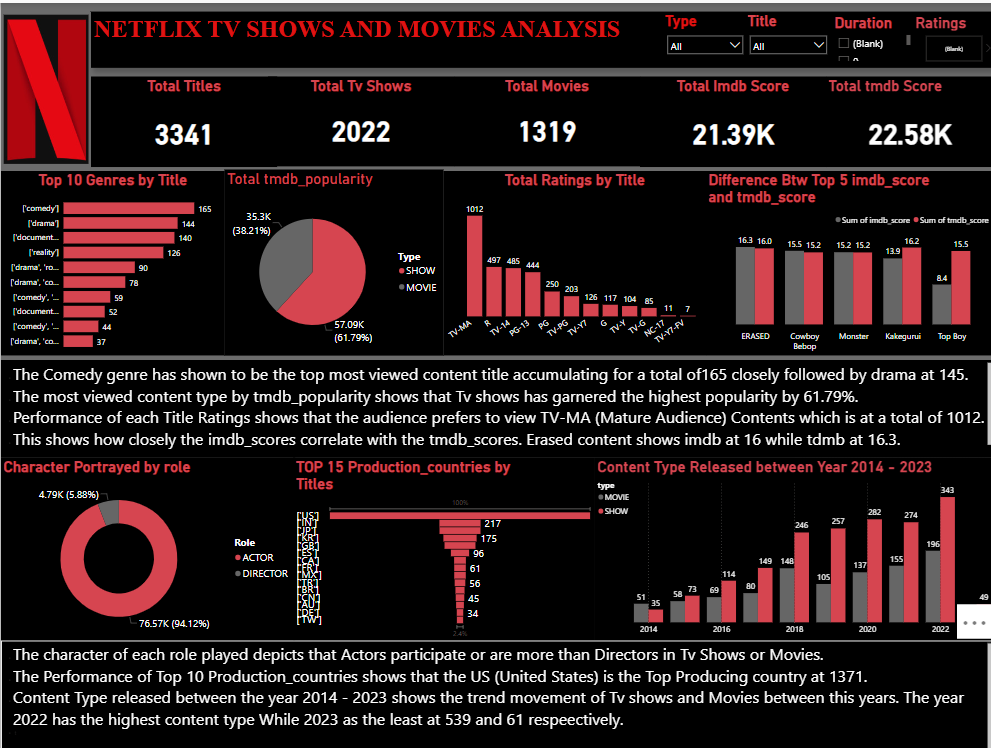 NETFLIX TV SHOWS AND MOVIES ANALYSIS
Type
All
Title
All
Duration
(Blank)
Ratings
(Blank)
Total Titles
3341
Total Tv Shows
2022
Total Movies
1319
Total Imdb Score
21.39K
Total tmdb Score
22.58K
Top 10 Genres by Title
['comedy'] 165
['drama'] 144
['document... 140
['reality'] 126
['drama', 'ro... 90
['drama', 'co... 78
['comedy', '... 59
['document... 52
['comedy', '... 44
['drama', 'co... 37
Total tmdb_popularity
35.3K
(38.21%)
57.09K
(61.79%)
Type
SHOW
MOVIE
Total Ratings by Title
1012 497 485 444 250 203 126 117 104 85 11 7
TV-MA R TV-14 PG-13 PG TV-PG TV-Y7 G TV-Y TV-G NC-17 TV-Y7-FV
Difference Btw Top 5 imdb_score
and tmdb_score
Sum of imdb_score Sum of tmdb_score
16.3 16.0 15.5 15.2 15.2 15.2 13.9 16.2 8.4 15.5
ERASED Cowboy Bebop Monster Kakegurui Top Boy
The Comedy genre has shown to be the top most viewed content title accumulating for a total of165 closely followed by drama at 145.
The most viewed content type by tmdb_popularity shows that Tv shows has garnered the highest popularity by 61.79%.
Performance of each Title Ratings shows that the audience prefers to view TV-MA (Mature Audience) Contents which is at a total of 1012.
This shows how closely the imdb_scores correlate with the tmdb_scores. Erased content shows imdb at 16 while tdmb at 16.3.
Character Portrayed by role
4.79K (5.88%)
76.57K (94.12%)
Role
ACTOR
DIRECTOR
TOP 15 Production_countries by
Titles
100%
['US']
['IN'] 217
['JP']
['KR'] 175
['GB']
['ES'] 96
['CA']
['FR'] 61
['MX']
['TR'] 56
['BR']
['CN'] 45
['AU']
['DE'] 34
['TW']
2.4%
Content Type Released between Year 2014 - 2023
type
MOVIE
SHOW
51 35 58 73 69 114 80 149 148 246 105 257 137 282 155 274 196 343 49
2014 2016 2018 2020 2022
The character of each role played depicts that Actors participate or are more than Directors in Tv Shows or Movies.
The Performance of Top 10 Production_countries shows that the US (United States) is the Top Producing country at 1371.
Content Type released between the year 2014 - 2023 shows the trend movement of Tv shows and Movies between this years. The year
2022 has the highest content type While 2023 as the least at 539 and 61 respeectively.